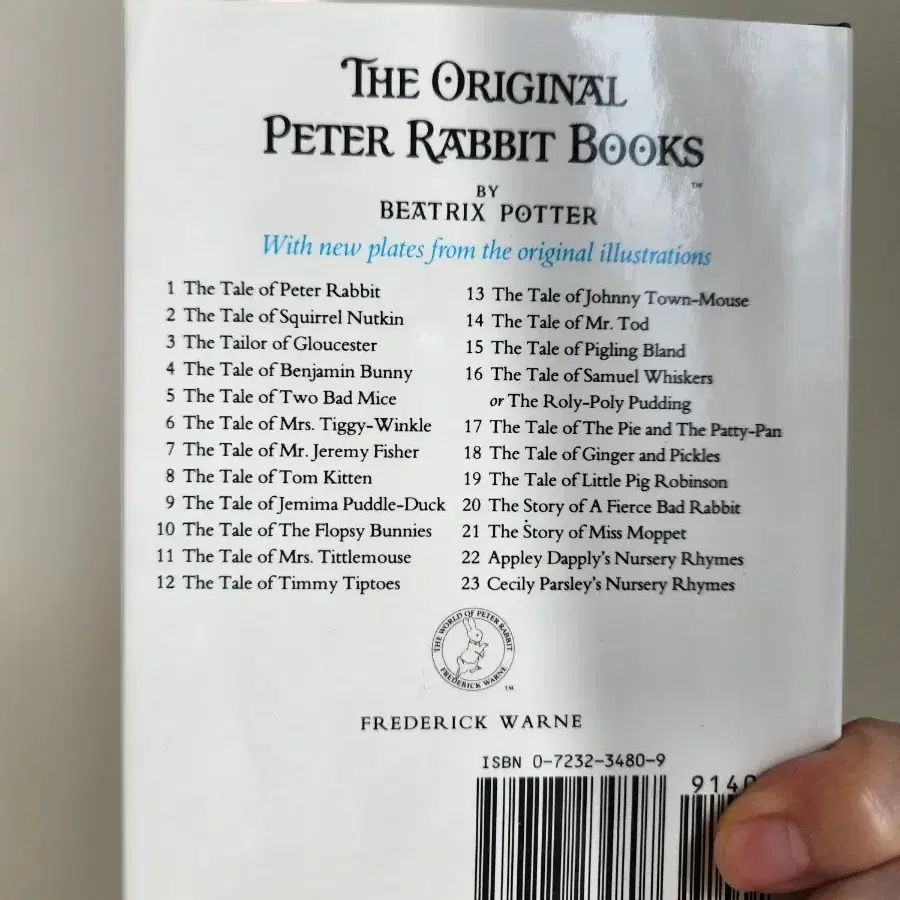 THE ORIGINAL
PETER RABBIT BOOKS
TM
BY
BEATRIX POTTER
With new plates from the original illustrations
1 The Tale of Peter Rabbit
2 The Tale of Squirrel Nutkin
3 The Tailor of Gloucester
4 The Tale of Benjamin Bunny
5 The Tale of Two Bad Mice
6 The Tale of Mrs. Tiggy-Winkle
7 The Tale of Mr. Jeremy Fisher
8 The Tale of Tom Kitten
9 The Tale of Jemima Puddle-Duck
10 The Tale of The Flopsy Bunnies
11 The Tale of Mrs. Tittlemouse
12 The Tale of Timmy Tiptoes
13 The Tale of Johnny Town-Mouse
14 The Tale of Mr. Tod
15 The Tale of Pigling Bland
16 The Tale of Samuel Whiskers
or The Roly-Poly Pudding
17 The Tale of The Pie and The Patty-Pan
18 The Tale of Ginger and Pickles
19 The Tale of Little Pig Robinson
20 The Story of A Fierce Bad Rabbit
21 The Story of Miss Moppet
22 Appley Dapply's Nursery Rhymes
23 Cecily Parsley's Nursery Rhymes
THE WORLD OF PETER RABBIT
FREDERICK WARNE
TM
FREDERICK WARNE
ISBN 0-7232-3480-9